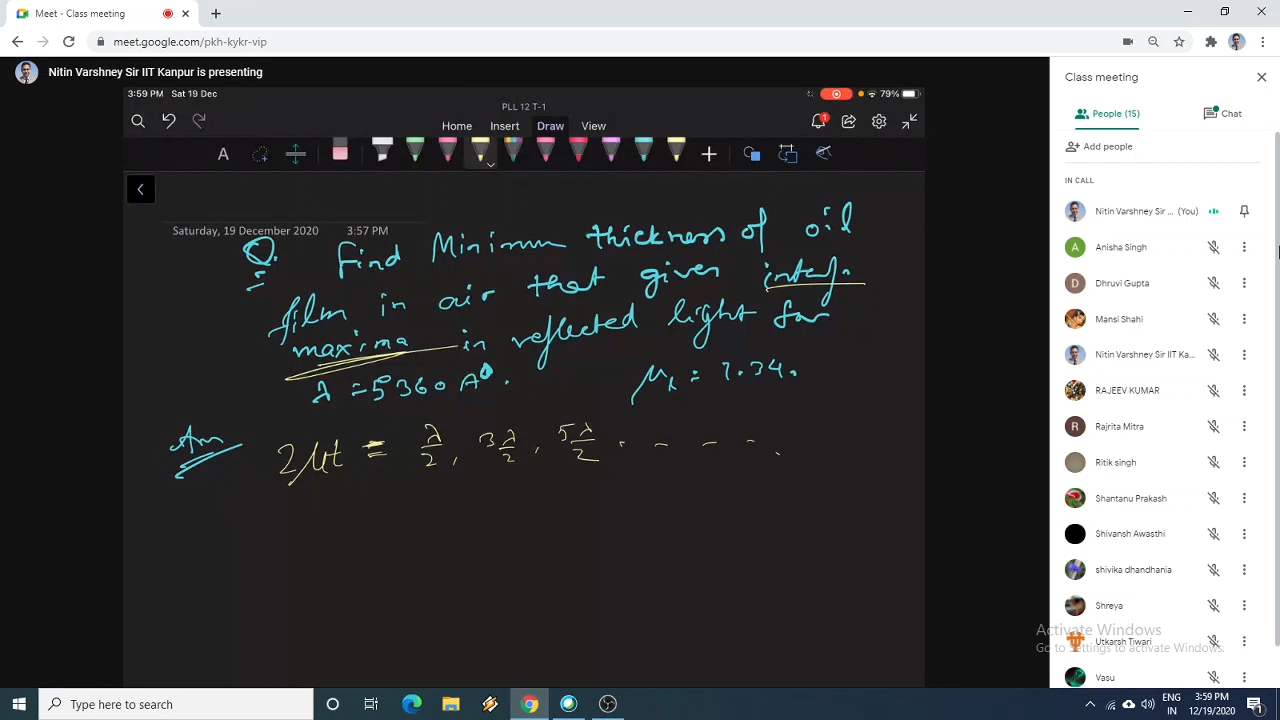 Meet - Class meeting
meet.google.com/pkh-kykr-vip
Nitin Varshney Sir IIT Kanpur is presenting
3:59 PM Sat 19 Dec
79%
PLL 12 T-1
Home Insert Draw View
1
Saturday, 19 December 2020 3:57 PM
Q. Find Minimum thickness of oil
film in air that given interf.
maxima in reflected light for
λ = 5360 A°. μr = 1.34.
Ans 2μt = λ/2, 3λ/2, 5λ/2 . - - - .
Class meeting
People (15) Chat
Add people
IN CALL
Nitin Varshney Sir ... (You)
Anisha Singh
Dhruvi Gupta
Mansi Shahi
Nitin Varshney Sir IIT Ka...
RAJEEV KUMAR
Rajrita Mitra
Ritik singh
Shantanu Prakash
Shivansh Awasthi
shivika dhandhania
Shreya
Utkarsh Tiwari
Vasu
Activate Windows
Go to Settings to activate Windows.
Type here to search
ENG
IN
3:59 PM
12/19/2020